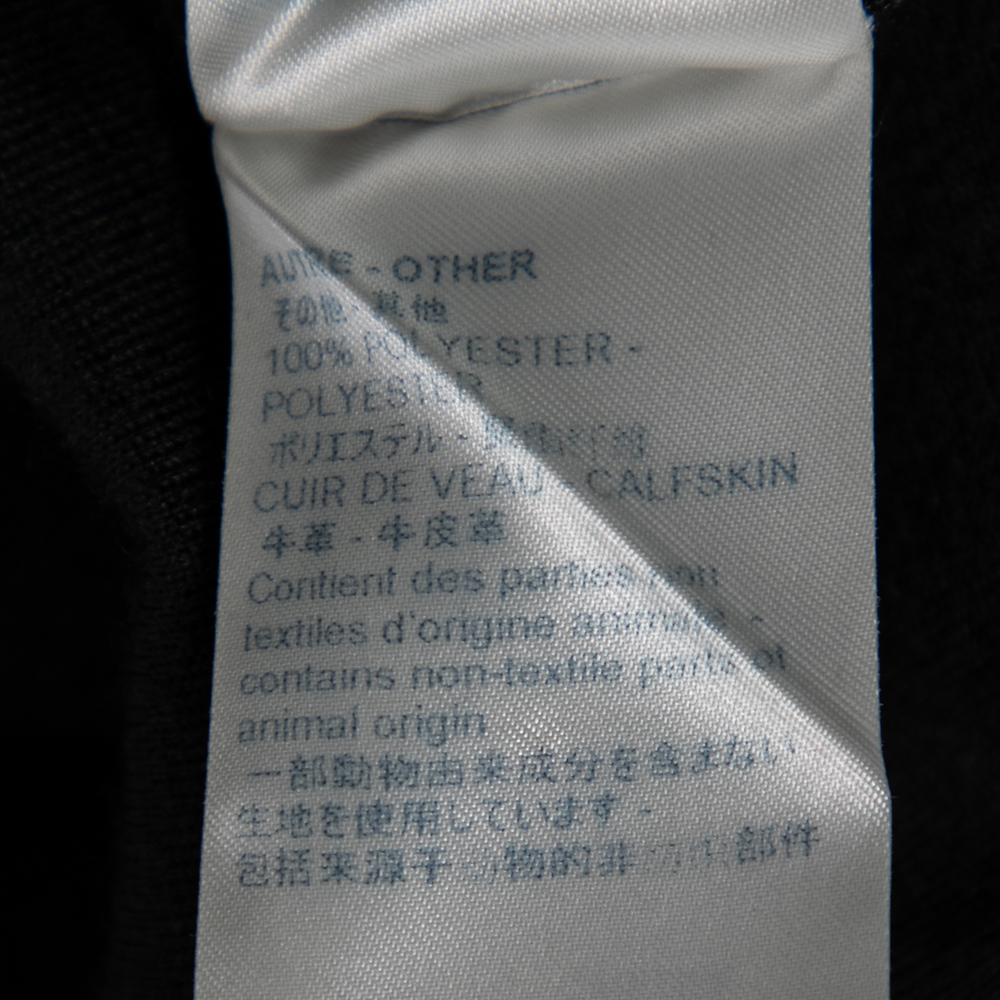 AUTRE - OTHER
その他 - 其他
100% POLYESTER -
POLYESTER
ポリエステル -
CUIR DE VEAU - CALFSKIN
牛革 - 牛皮革
Contient des parties non
textiles d'origine animale -
contains non-textile parts of
animal origin
一部動物由来成分を含まない
生地を使用しています -
包括来源于 物的非 部件